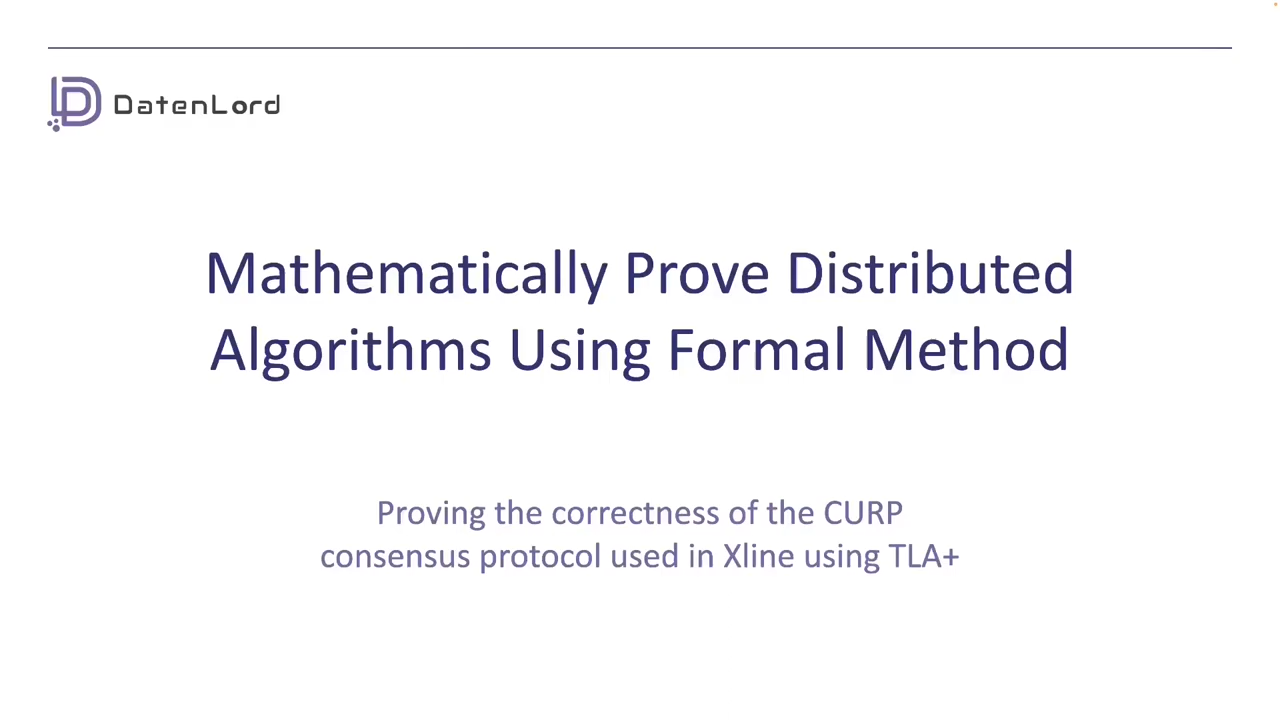 DatenLord
Mathematically Prove Distributed
Algorithms Using Formal Method
Proving the correctness of the CURP
consensus protocol used in Xline using TLA+